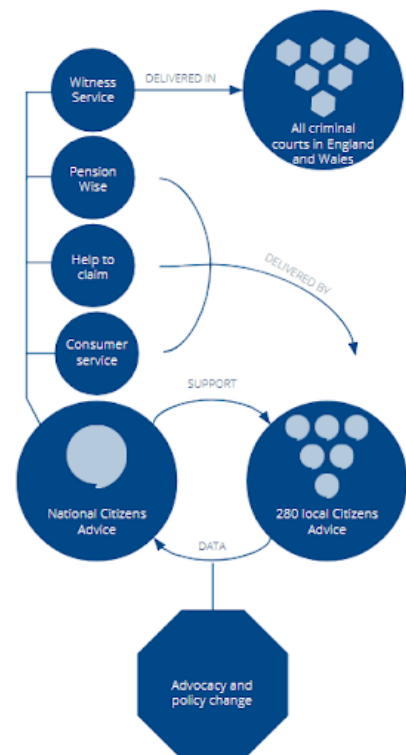 Witness
Service
DELIVERED IN
All criminal
courts in England
and Wales
Pension
Wise
Help to
claim
DELIVERED BY
Consumer
service
SUPPORT
National Citizens
Advice
280 local Citizens
Advice
DATA
Advocacy and
policy change